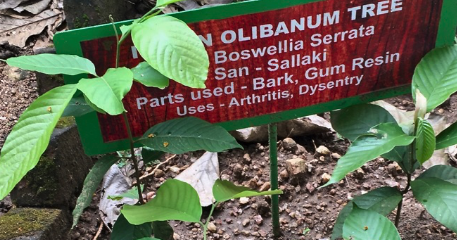 OLIBANUM TREE
Boswellia Serrata
San - Sallaki
Parts used - Bark, Gum Resin
Uses - Arthritis, Dysentry